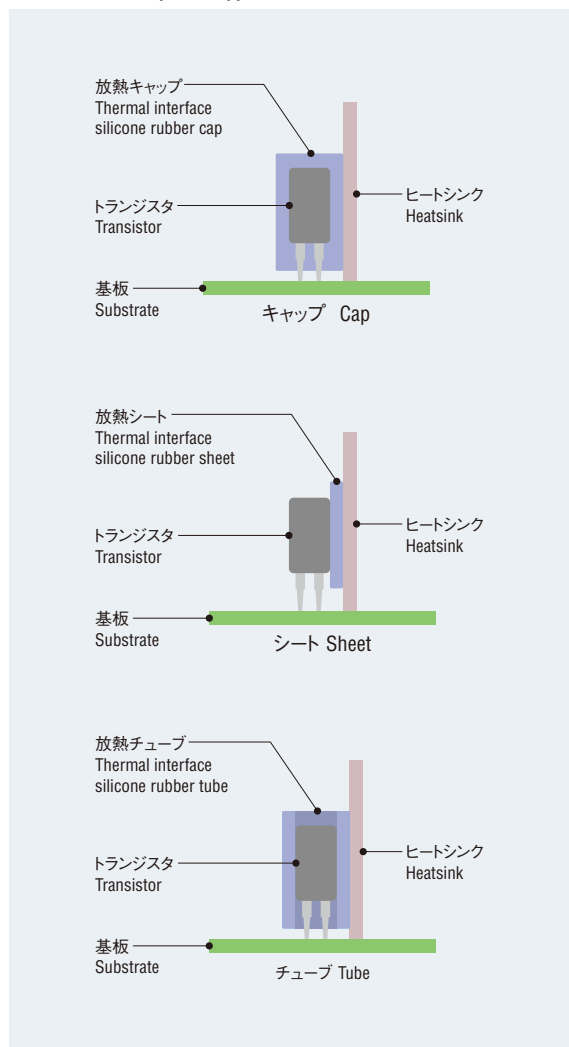 放熱キャップ
Thermal interface
silicone rubber cap
トランジスタ
Transistor
ヒートシンク
Heatsink
基板
Substrate
キャップ Cap
放熱シート
Thermal interface
silicone rubber sheet
トランジスタ
Transistor
ヒートシンク
Heatsink
基板
Substrate
シート Sheet
放熱チューブ
Thermal interface
silicone rubber tube
トランジスタ
Transistor
ヒートシンク
Heatsink
基板
Substrate
チューブ Tube